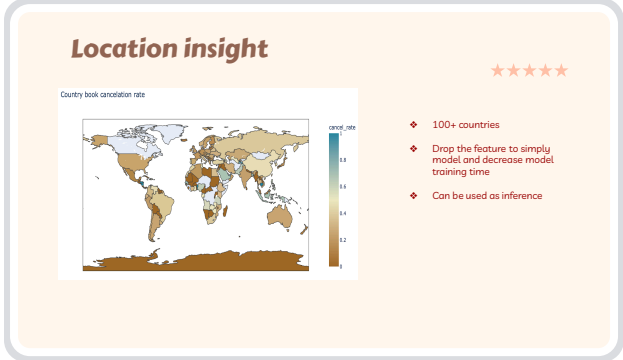 Location insight
Country book cancelation rate
cancel_rate
1
0.8
0.6
0.4
0.2
0
❖ 100+ countries
❖ Drop the feature to simply
model and decrease model
training time
❖ Can be used as inference